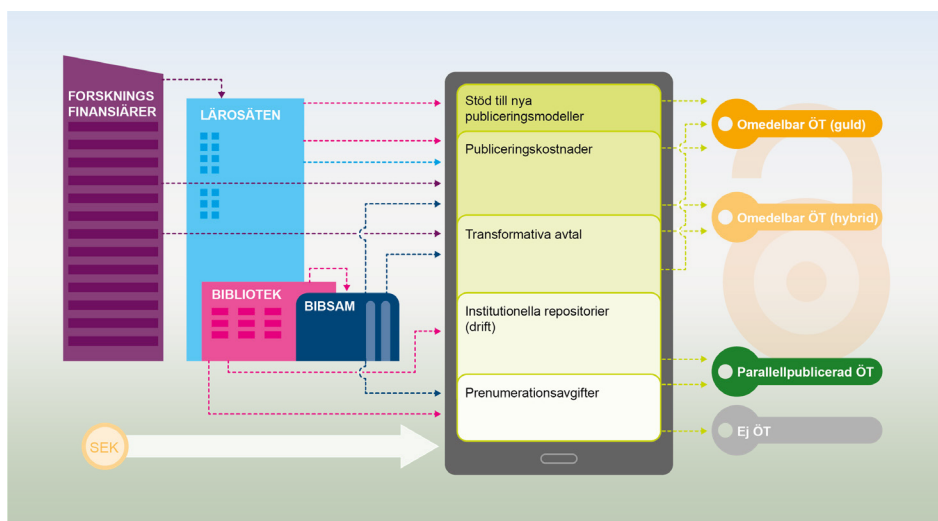 FORSKNINGS
FINANSIÄRER
LÄROSÄTEN
BIBLIOTEK
BIBSAM
SEK
Stöd till nya
publiceringsmodeller
Publiceringskostnader
Transformativa avtal
Institutionella repositorier
(drift)
Prenumerationsavgifter
Omedelbar ÖT (guld)
Omedelbar ÖT (hybrid)
Parallellpublicerad ÖT
Ej ÖT